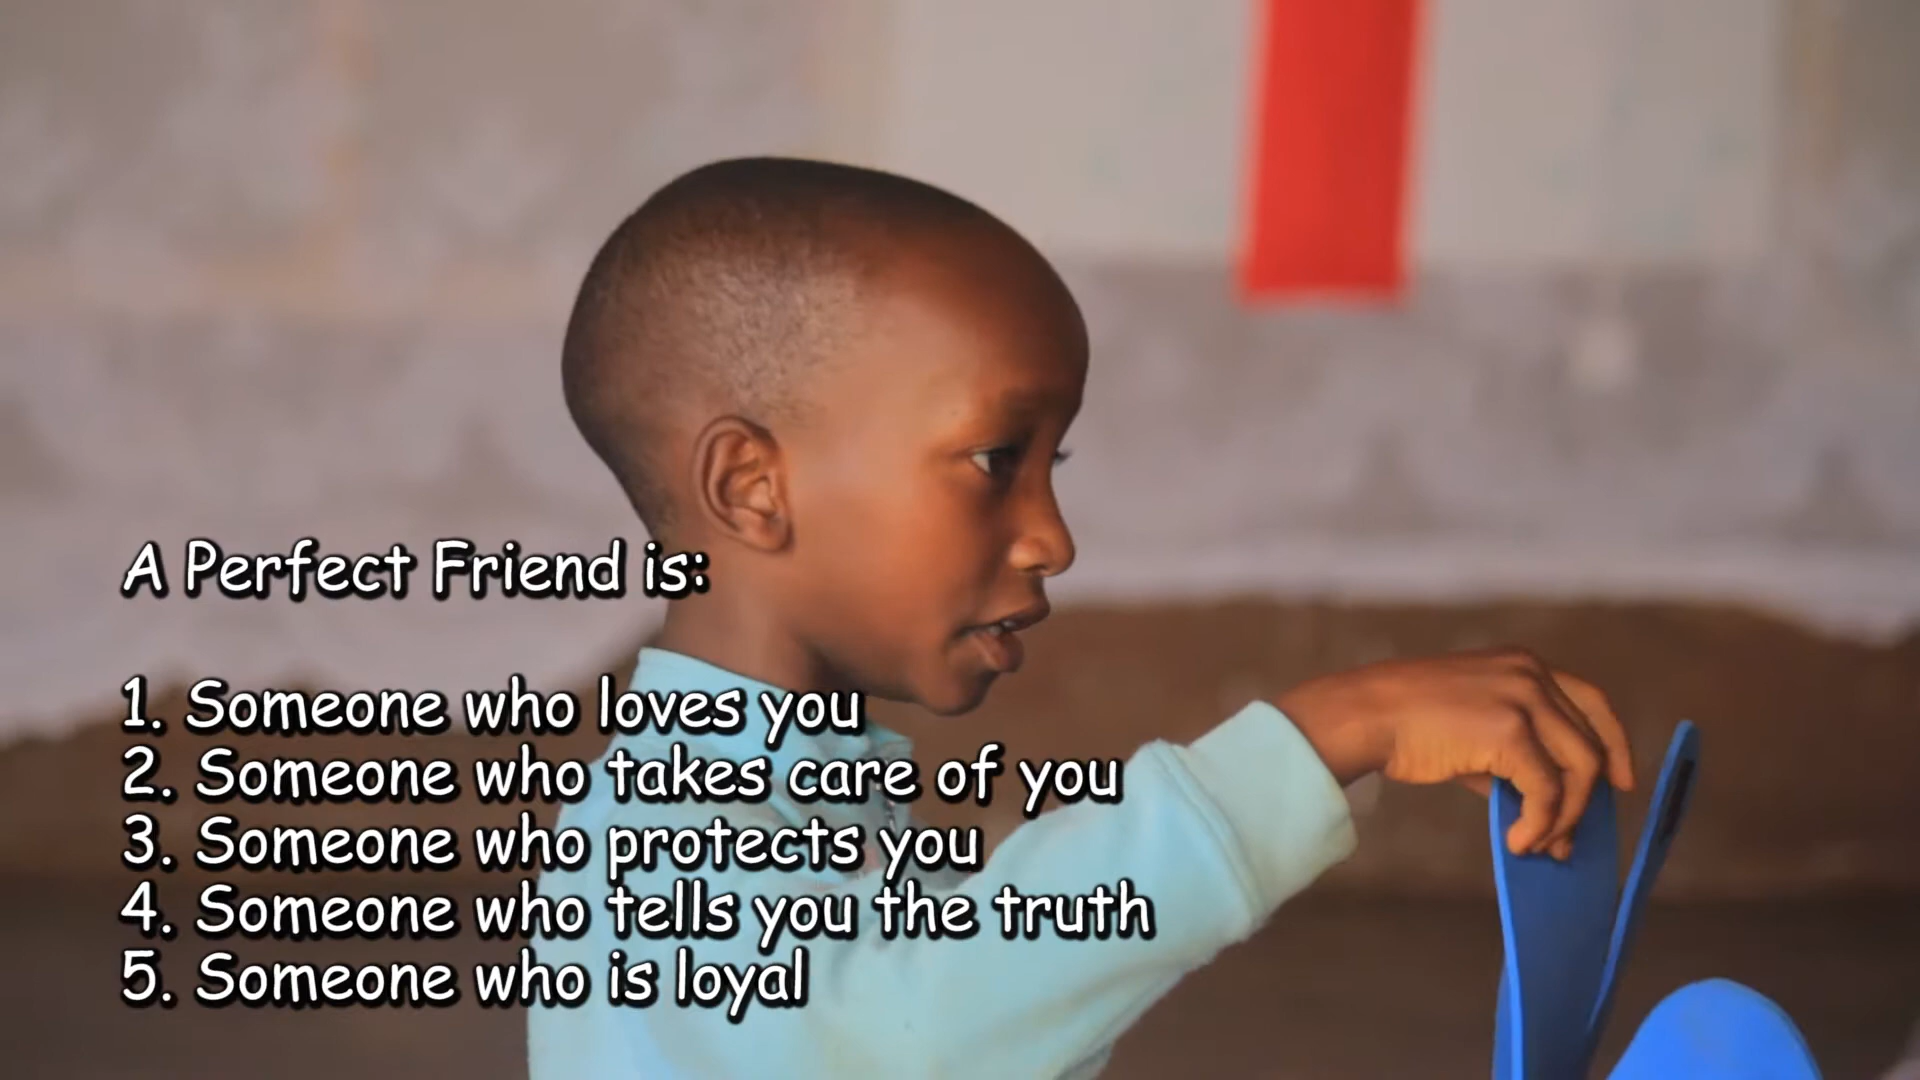 A Perfect Friend is:
1. Someone who loves you
2. Someone who takes care of you
3. Someone who protects you
4. Someone who tells you the truth
5. Someone who is loyal